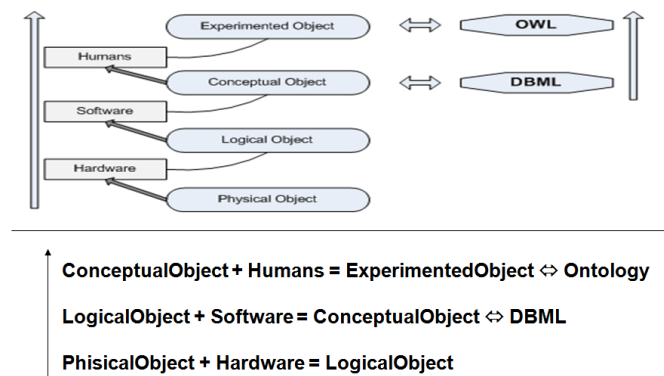 Experimented Object
OWL
Humans
Conceptual Object
DBML
Software
Logical Object
Hardware
Physical Object
ConceptualObject + Humans = ExperimentedObject ⇔ Ontology
LogicalObject + Software = ConceptualObject ⇔ DBML
PhisicalObject + Hardware = LogicalObject